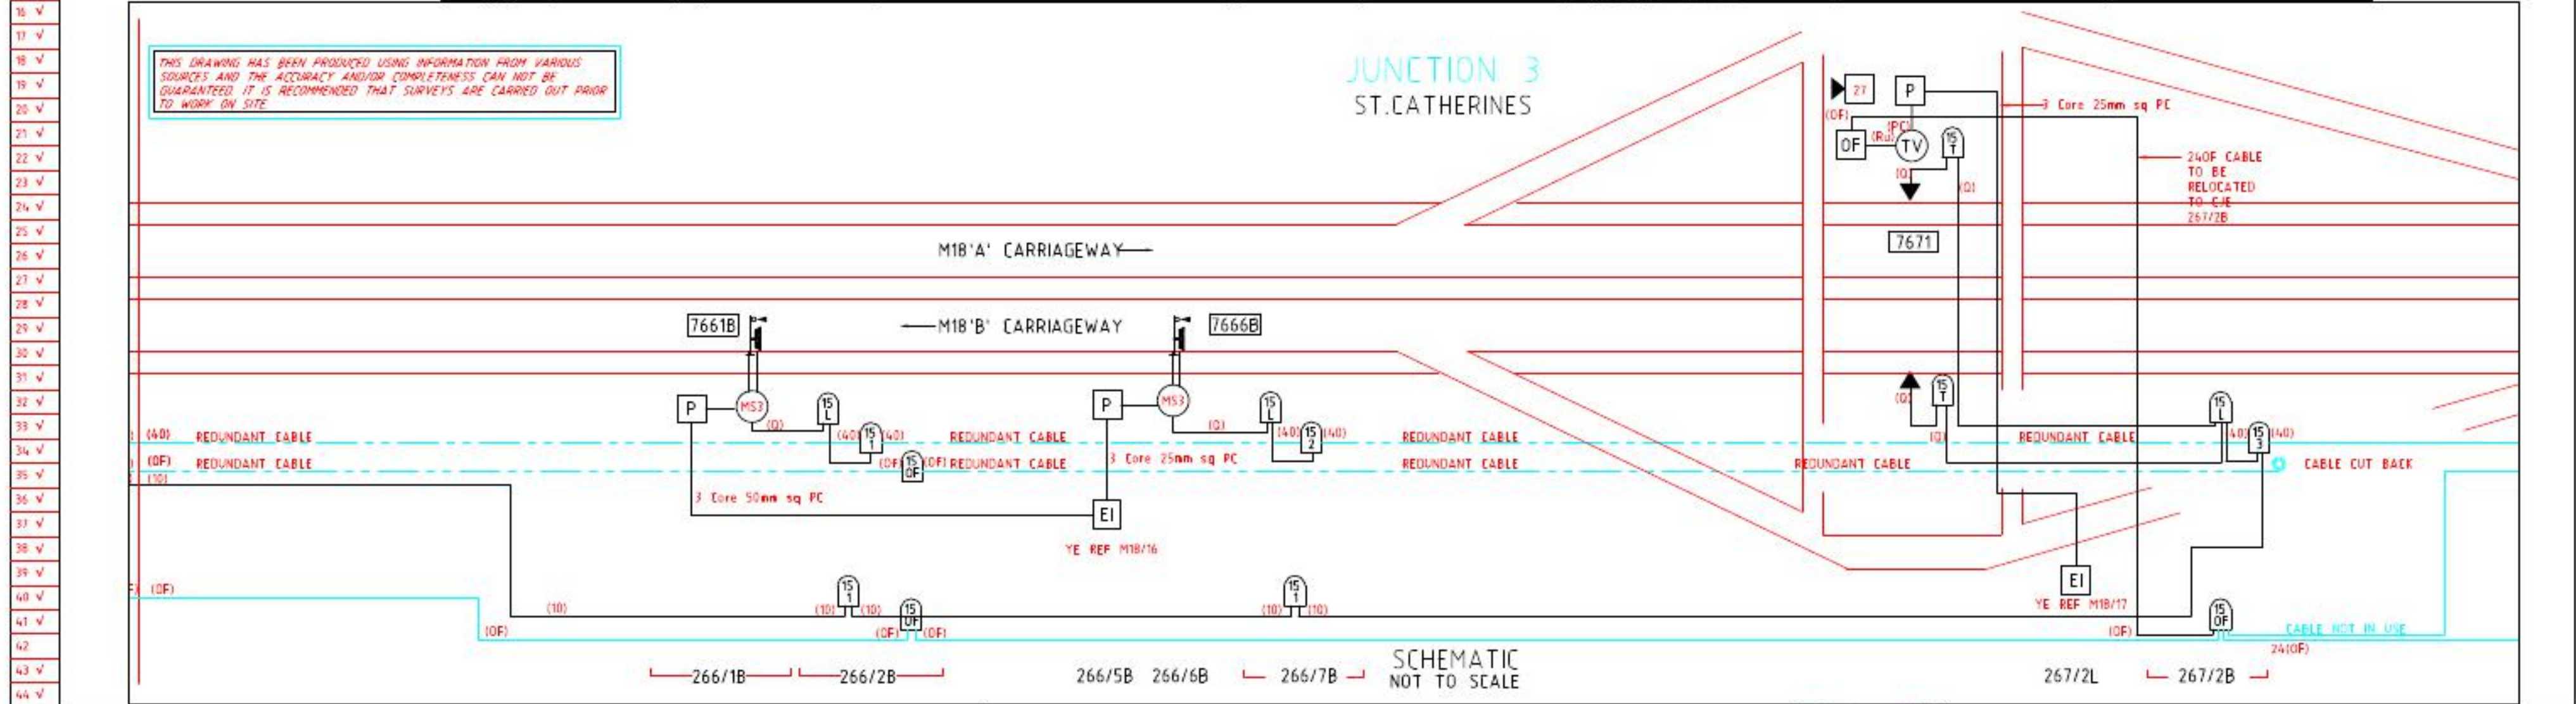 16 √
17 √
18 √
19 √
20 √
21 √
22 √
23 √
24 √
25 √
26 √
27 √
28 √
29 √
30 √
31 √
32 √
33 √
34 √
35 √
36 √
37 √
38 √
39 √
40 √
41 √
42
43 √
44 √
THIS DRAWING HAS BEEN PRODUCED USING INFORMATION FROM VARIOUS
SOURCES AND THE ACCURACY AND/OR COMPLETENESS CAN NOT BE
GUARANTEED. IT IS RECOMMENDED THAT SURVEYS ARE CARRIED OUT PRIOR
TO WORK ON SITE.
JUNCTION 3
ST.CATHERINES
27
P
3 Core 25mm sq PC
(OF)
(PC)
OF
(Ru)
TV
15
T
(Q)
(Q)
24OF CABLE
TO BE
RELOCATED
TO CJE
267/2B
M18'A' CARRIAGEWAY
7671
7661B
M18'B' CARRIAGEWAY
7666B
P
MS3
15
L
(Q)
P
MS3
15
L
(Q)
15
T
(Q)
(Q)
15
L
(40) REDUNDANT CABLE
(40)
15
1
(40)
REDUNDANT CABLE
(40)
15
2
(40)
REDUNDANT CABLE
REDUNDANT CABLE
(40)
15
3
(40)
(OF) REDUNDANT CABLE
(OF)
15
OF
(OF)
REDUNDANT CABLE
3 Core 25mm sq PC
REDUNDANT CABLE
REDUNDANT CABLE
CABLE CUT BACK
(10)
3 Core 50mm sq PC
EI
YE REF M18/16
EI
YE REF M18/17
(OF)
(10)
(10)
15
1
(10)
15
OF
(10)
15
1
(10)
15
OF
(OF)
(OF)
(OF)
(OF)
CABLE NOT IN USE
24(OF)
266/1B
266/2B
266/5B
266/6B
266/7B
SCHEMATIC
NOT TO SCALE
267/2L
267/2B